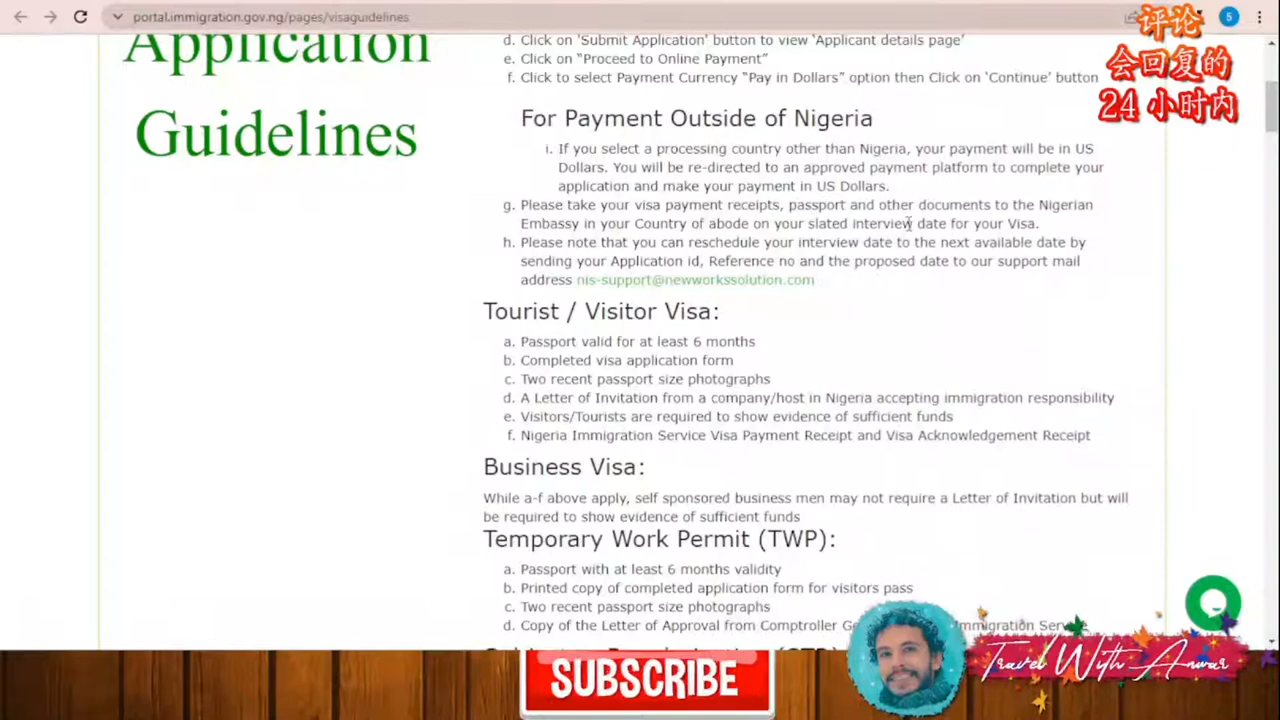 portal.immigration.gov.ng/pages/visaguidelines
5
评论
会回复的
24 小时内
Application
Guidelines
d. Click on 'Submit Application' button to view 'Applicant details page'
e. Click on “Proceed to Online Payment”
f. Click to select Payment Currency “Pay in Dollars” option then Click on 'Continue' button
For Payment Outside of Nigeria
i. If you select a processing country other than Nigeria, your payment will be in US
Dollars. You will be re-directed to an approved payment platform to complete your
application and make your payment in US Dollars.
g. Please take your visa payment receipts, passport and other documents to the Nigerian
Embassy in your Country of abode on your slated interview date for your Visa.
h. Please note that you can reschedule your interview date to the next available date by
sending your Application id, Reference no and the proposed date to our support mail
address nis-support@newworkssolution.com
Tourist / Visitor Visa:
a. Passport valid for at least 6 months
b. Completed visa application form
c. Two recent passport size photographs
d. A Letter of Invitation from a company/host in Nigeria accepting immigration responsibility
e. Visitors/Tourists are required to show evidence of sufficient funds
f. Nigeria Immigration Service Visa Payment Receipt and Visa Acknowledgement Receipt
Business Visa:
While a-f above apply, self sponsored business men may not require a Letter of Invitation but will
be required to show evidence of sufficient funds
Temporary Work Permit (TWP):
a. Passport with at least 6 months validity
b. Printed copy of completed application form for visitors pass
c. Two recent passport size photographs
d. Copy of the Letter of Approval from Comptroller
SUBSCRIBE
Travel With Anwar